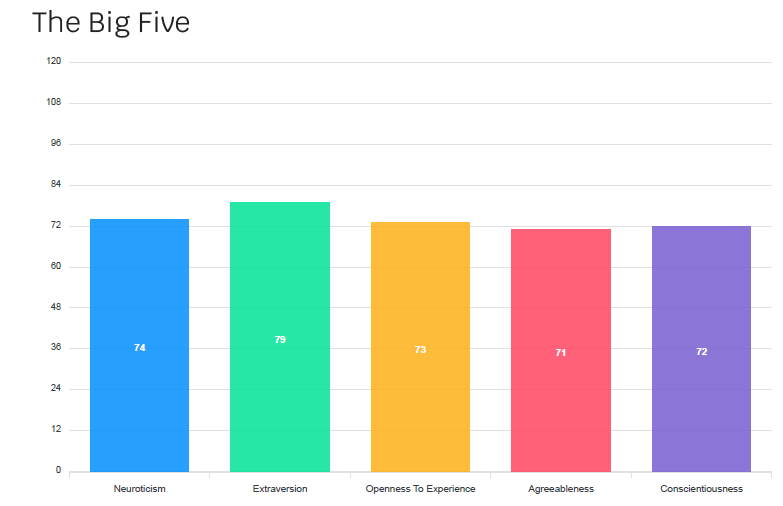 The Big Five
120
108
96
84
72
60
48
36
24
12
0
74
79
73
71
72
Neuroticism
Extraversion
Openness To Experience
Agreeableness
Conscientiousness